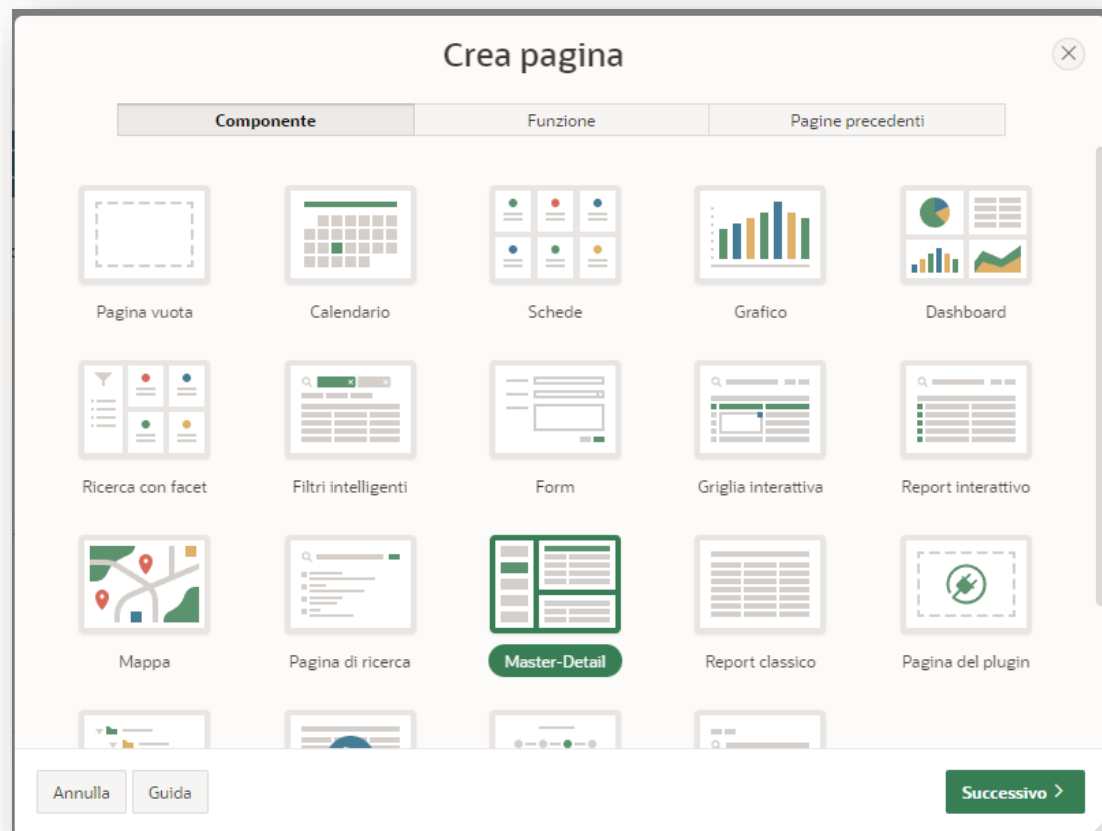 Crea pagina
Componente Funzione Pagine precedenti
Pagina vuota Calendario Schede Grafico Dashboard
Ricerca con facet Filtri intelligenti Form Griglia interattiva Report interattivo
Mappa Pagina di ricerca Master-Detail Report classico Pagina del plugin
Annulla Guida Successivo